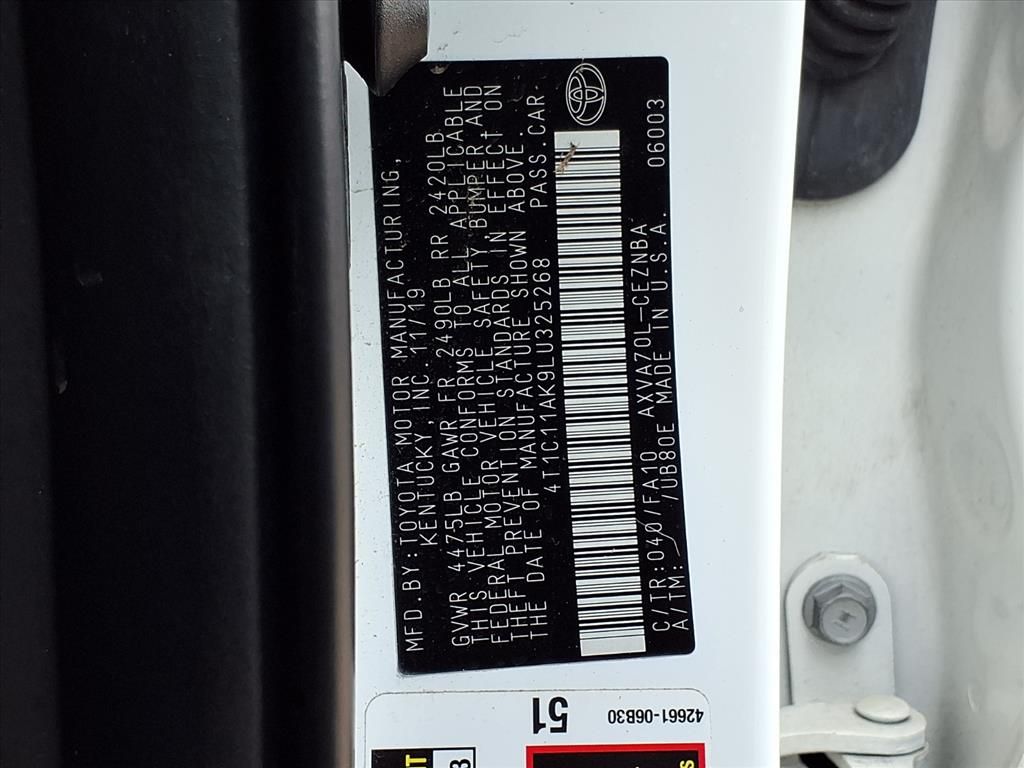 MFD. BY: TOYOTA MOTOR MANUFACTURING,
KENTUCKY, INC. 11/19
GVWR 4475LB GAWR FR 2490LB RR 2420LB
THIS VEHICLE CONFORMS TO ALL APPLICABLE
FEDERAL MOTOR VEHICLE SAFETY, BUMPER AND
THEFT PREVENTION STANDARDS IN EFFECT ON
THE DATE OF MANUFACTURE SHOWN ABOVE.
4T1C11AK9LU325268 PASS.CAR
C/TR:040/FA10 AXVA70L-CEZNBA 06003
A/TM: /UB80E MADE IN U.S.A
51
42661-06B30